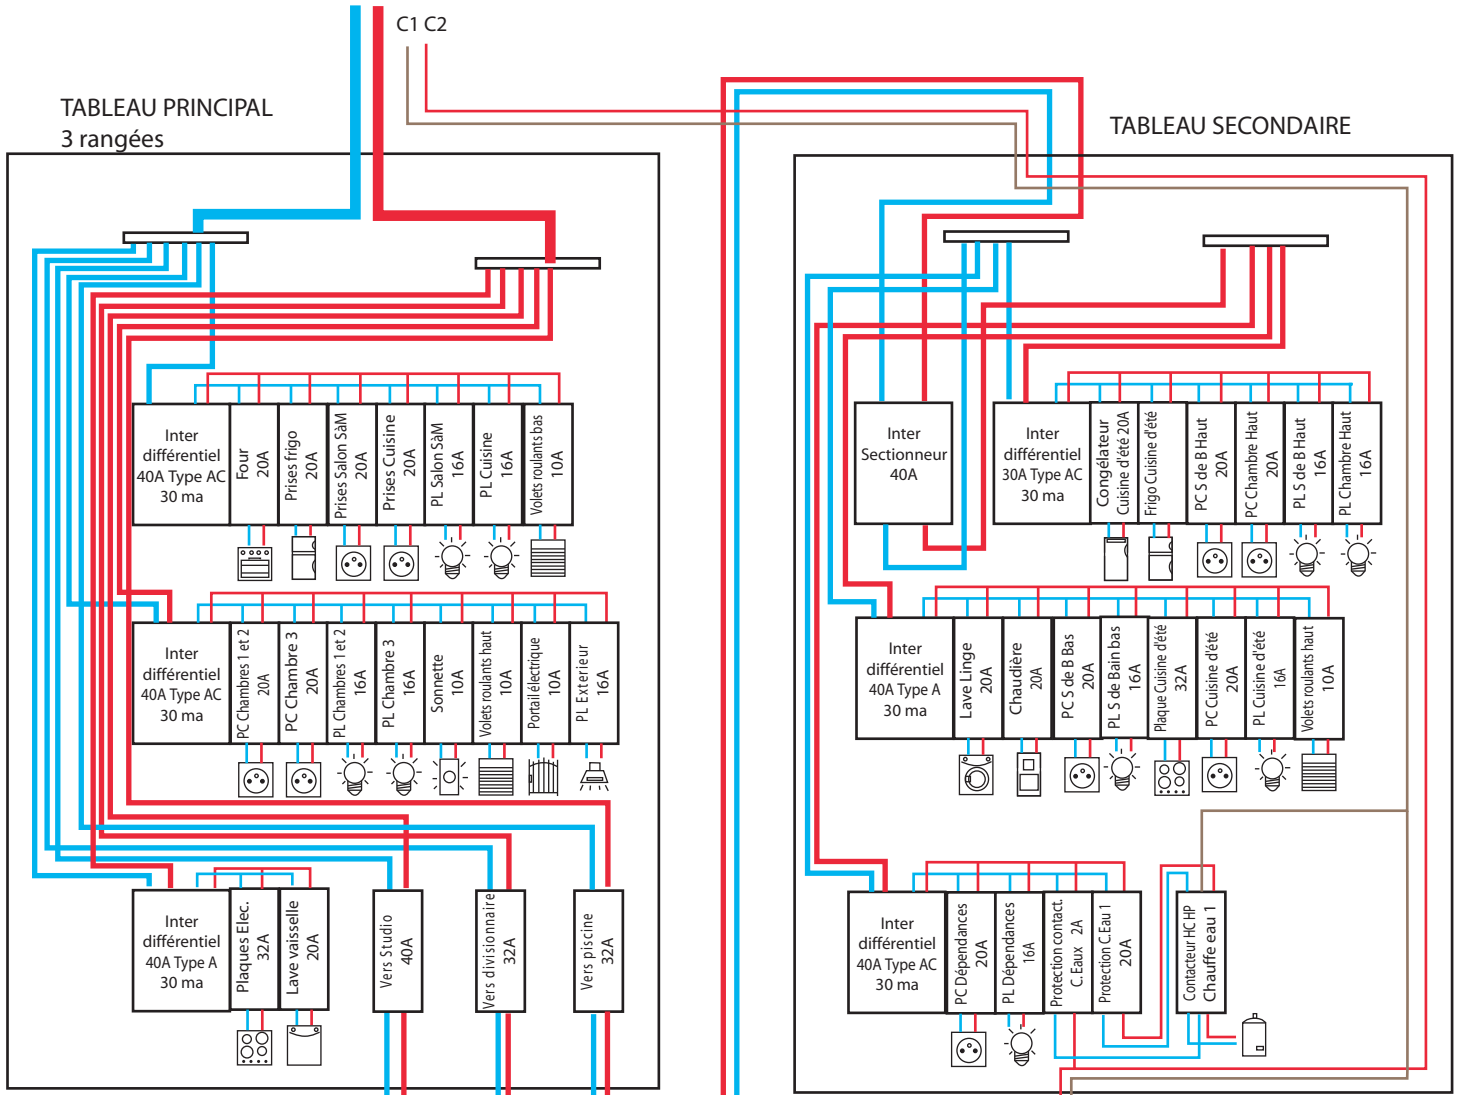 C1 C2
TABLEAU PRINCIPAL
3 rangées
TABLEAU SECONDAIRE
Inter
différentiel
40A Type AC
30 ma
Four
20A
Prises frigo
20A
Prises Salon SàM
20A
Prises Cuisine
20A
PL Salon SàM
16A
PL Cuisine
16A
Volets roulants bas
10A
Inter
différentiel
40A Type AC
30 ma
PC Chambres 1 et 2
20A
PC Chambre 3
20A
PL Chambres 1 et 2
16A
PL Chambre 3
16A
Sonnette
10A
Volets roulants haut
10A
Portail électrique
10A
PL Exterieur
16A
Inter
différentiel
40A Type A
30 ma
Plaques Elec.
32A
Lave vaisselle
20A
Vers Studio
40A
Vers divisionnaire
32A
Vers piscine
32A
Inter
Sectionneur
40A
Inter
différentiel
30A Type AC
30 ma
Congélateur
Cuisine d'été 20A
Frigo Cuisine d'été
PC S de B Haut
20A
PC Chambre Haut
20A
PL S de B Haut
16A
PL Chambre Haut
16A
Inter
différentiel
40A Type A
30 ma
Lave Linge
20A
Chaudière
20A
PC S de B Bas
20A
PL S de Bain bas
16A
Plaque Cuisine d'été
32A
PC Cuisine d'été
20A
PL Cuisine d'été
16A
Volets roulants haut
10A
Inter
différentiel
40A Type AC
30 ma
PC Dépendances
20A
PL Dépendances
16A
Protection contact.
C. Eaux 2A
Protection C.Eau 1
20A
Contacteur HC HP
Chauffe eau 1